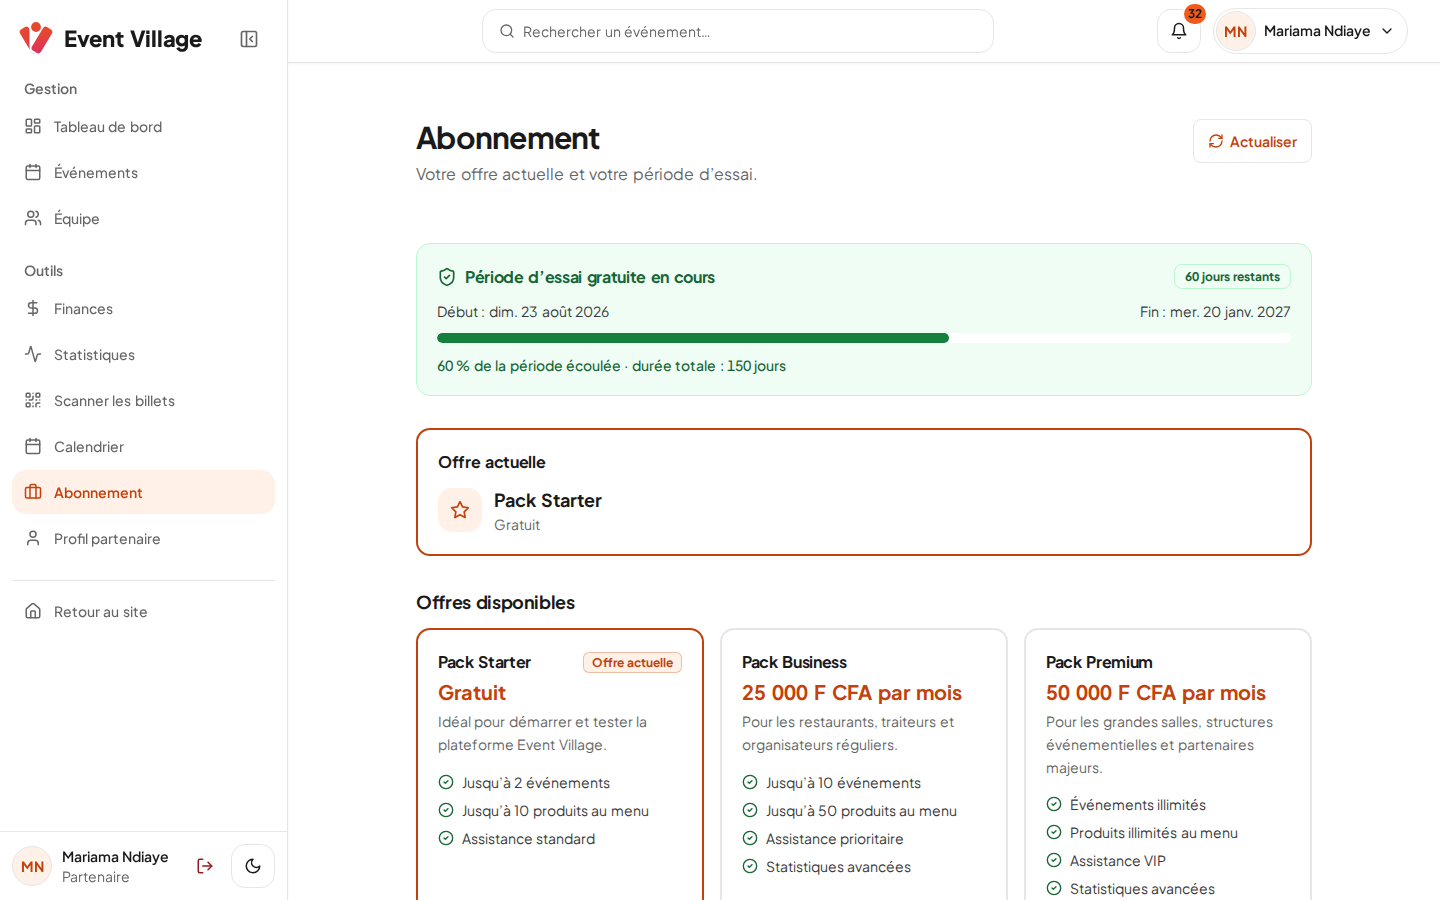 Event Village
Rechercher un événement...
32
MN
Mariama Ndiaye
Gestion
Tableau de bord
Événements
Équipe
Outils
Finances
Statistiques
Scanner les billets
Calendrier
Abonnement
Profil partenaire
Retour au site
MN
Mariama Ndiaye
Partenaire
Abonnement
Votre offre actuelle et votre période d’essai.
Actualiser
Période d’essai gratuite en cours
60 jours restants
Début : dim. 23 août 2026
Fin : mer. 20 janv. 2027
60 % de la période écoulée · durée totale : 150 jours
Offre actuelle
Pack Starter
Gratuit
Offres disponibles
Pack Starter
Offre actuelle
Gratuit
Idéal pour démarrer et tester la
plateforme Event Village.
Jusqu’à 2 événements
Jusqu’à 10 produits au menu
Assistance standard
Pack Business
25 000 F CFA par mois
Pour les restaurants, traiteurs et
organisateurs réguliers.
Jusqu’à 10 événements
Jusqu’à 50 produits au menu
Assistance prioritaire
Statistiques avancées
Pack Premium
50 000 F CFA par mois
Pour les grandes salles, structures
événementielles et partenaires
majeurs.
Événements illimités
Produits illimités au menu
Assistance VIP
Statistiques avancées